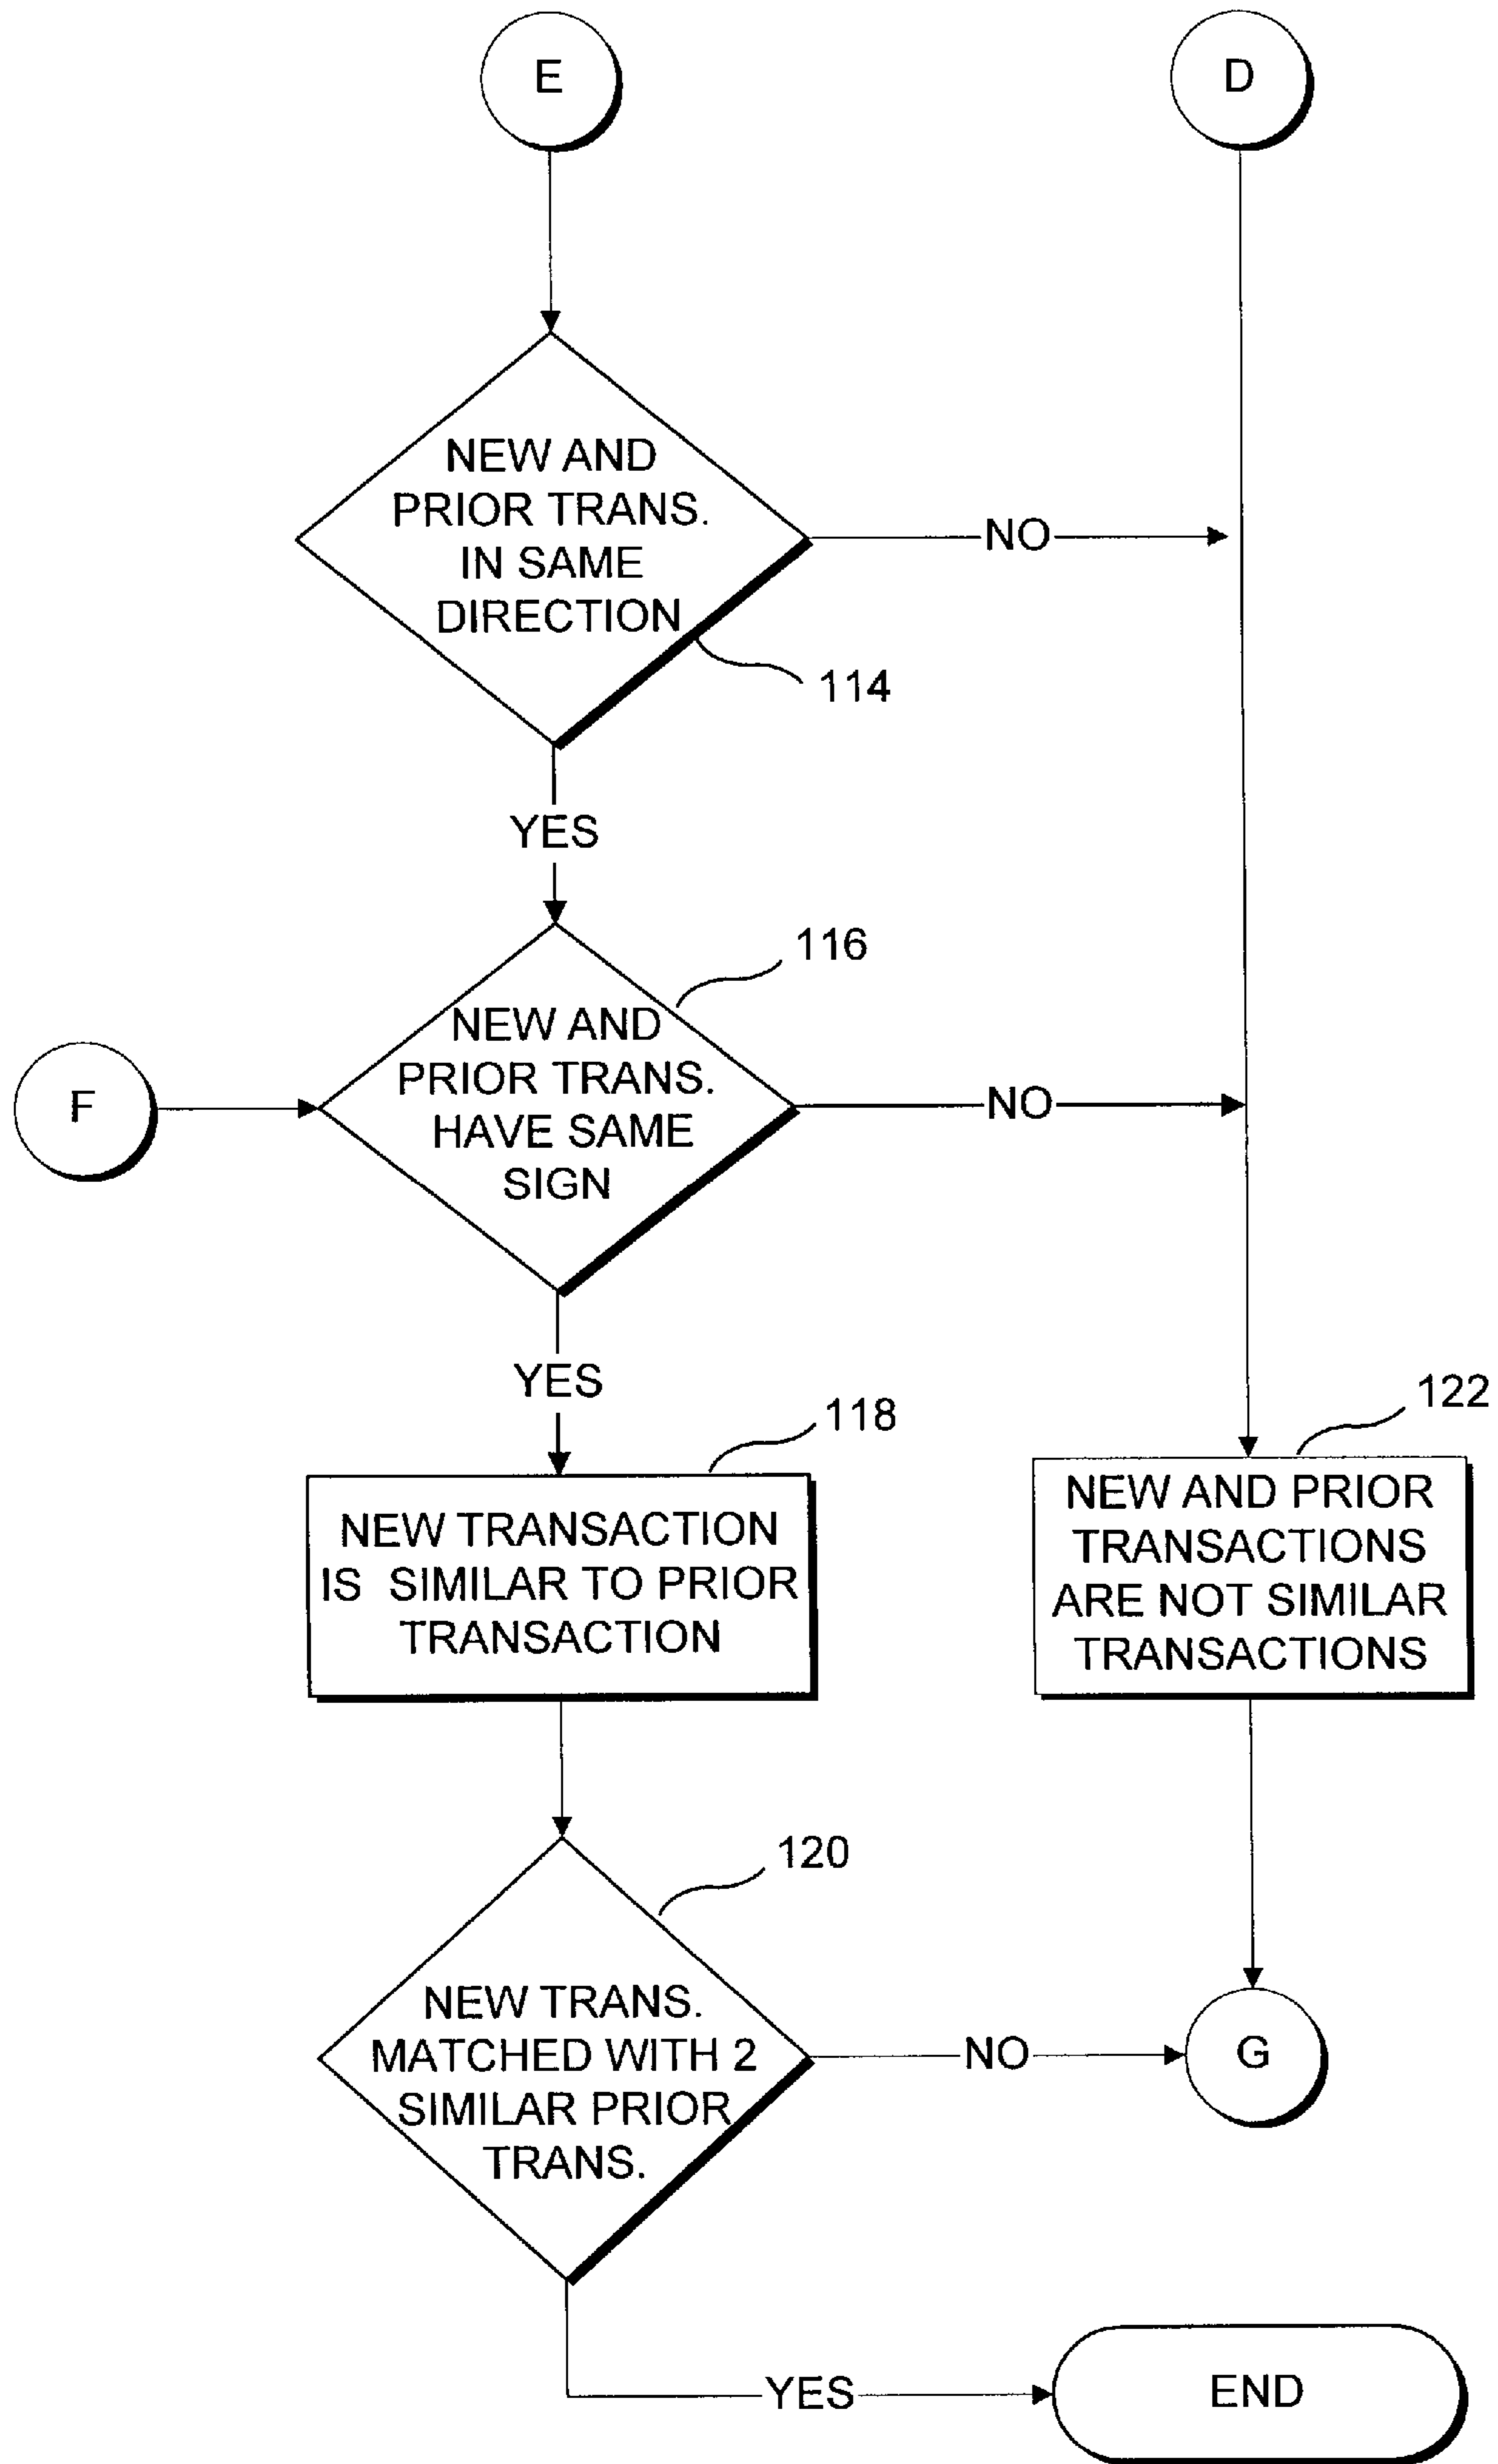 E
D
NEW AND
PRIOR TRANS.
IN SAME
DIRECTION
NO
114
YES
116
NEW AND
PRIOR TRANS.
HAVE SAME
SIGN
F
NO
YES
118
122
NEW TRANSACTION
IS SIMILAR TO PRIOR
TRANSACTION
NEW AND PRIOR
TRANSACTIONS
ARE NOT SIMILAR
TRANSACTIONS
120
NEW TRANS.
MATCHED WITH 2
SIMILAR PRIOR
TRANS.
NO
G
YES
END